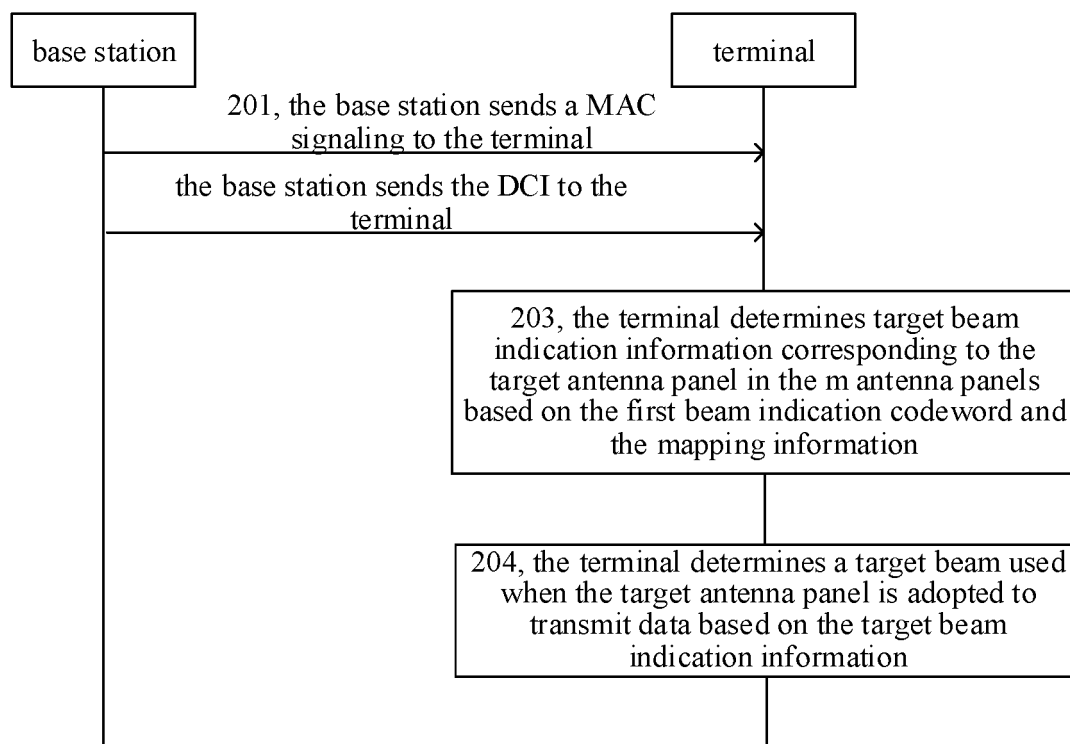 base station
terminal
201, the base station sends a MAC
signaling to the terminal
the base station sends the DCI to the
terminal
203, the terminal determines target beam
indication information corresponding to the
target antenna panel in the m antenna panels
based on the first beam indication codeword and
the mapping information
204, the terminal determines a target beam used
when the target antenna panel is adopted to
transmit data based on the target beam
indication information